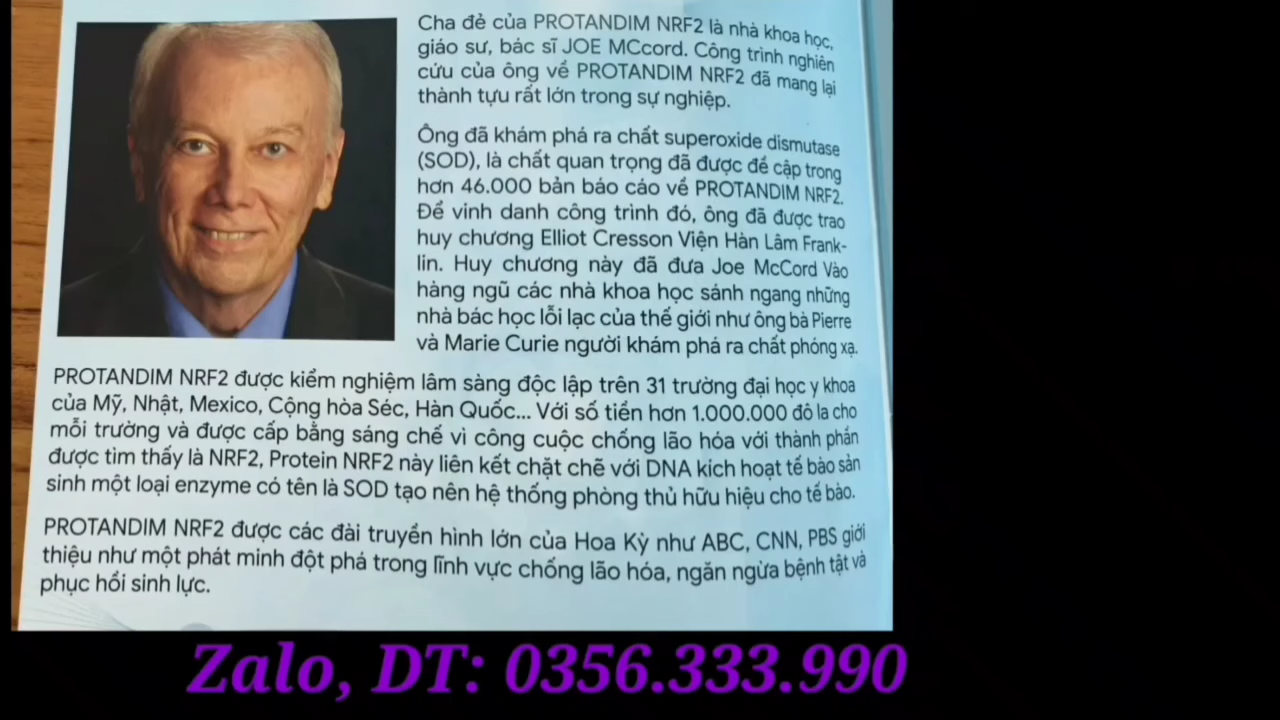 Cha đẻ của PROTANDIM NRF2 là nhà khoa học,
giáo sư, bác sĩ JOE MCcord. Công trình nghiên
cứu của ông về PROTANDIM NRF2 đã mang lại
thành tựu rất lớn trong sự nghiệp.
Ông đã khám phá ra chất superoxide dismutase
(SOD), là chất quan trọng đã được đề cập trong
hơn 46.000 bản báo cáo về PROTANDIM NRF2.
Để vinh danh công trình đó, ông đã được trao
huy chương Elliot Cresson Viện Hàn Lâm Frank-
lin. Huy chương này đã đưa Joe McCord Vào
hàng ngũ các nhà khoa học sánh ngang những
nhà bác học lỗi lạc của thế giới như ông bà Pierre
và Marie Curie người khám phá ra chất phóng xạ.
PROTANDIM NRF2 được kiểm nghiệm lâm sàng độc lập trên 31 trường đại học y khoa
của Mỹ, Nhật, Mexico, Cộng hòa Séc, Hàn Quốc... Với số tiền hơn 1.000.000 đô la cho
mỗi trường và được cấp bằng sáng chế vì công cuộc chống lão hóa với thành phần
được tìm thấy là NRF2, Protein NRF2 này liên kết chặt chẽ với DNA kích hoạt tế bào sản
sinh một loại enzyme có tên là SOD tạo nên hệ thống phòng thủ hữu hiệu cho tế bào.
PROTANDIM NRF2 được các đài truyền hình lớn của Hoa Kỳ như ABC, CNN, PBS giới
thiệu như một phát minh đột phá trong lĩnh vực chống lão hóa, ngăn ngừa bệnh tật và
phục hồi sinh lực.
Zalo, DT: 0356.333.990